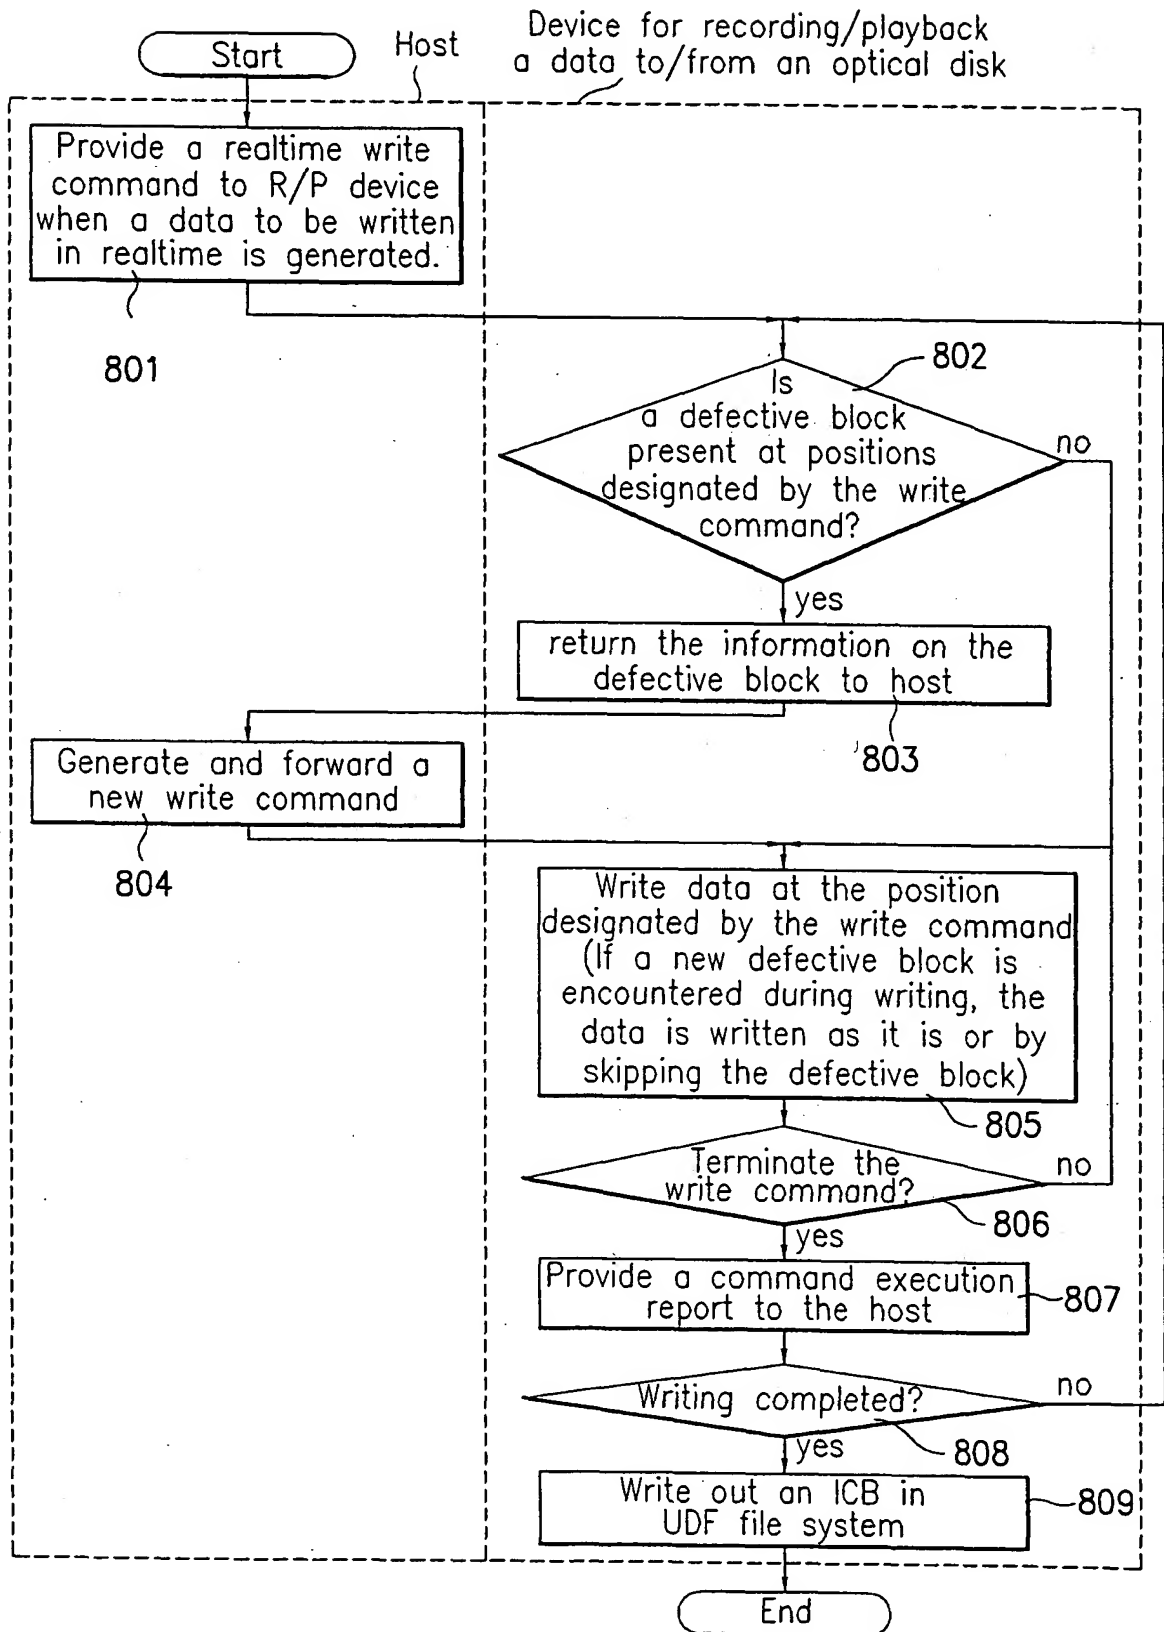 Start
Host
Device for recording/playback
a data to/from an optical disk
Provide a realtime write
command to R/P device
when a data to be written
in realtime is generated.
801
802
Is
a defective block
present at positions
designated by the write
command?
no
yes
return the information on the
defective block to host
803
Generate and forward a
new write command
804
Write data at the position
designated by the write command
(If a new defective block is
encountered during writing, the
data is written as it is or by
skipping the defective block)
805
Terminate the
write command?
no
806
yes
Provide a command execution
report to the host
807
Writing completed?
no
808
yes
Write out an ICB in
UDF file system
809
End